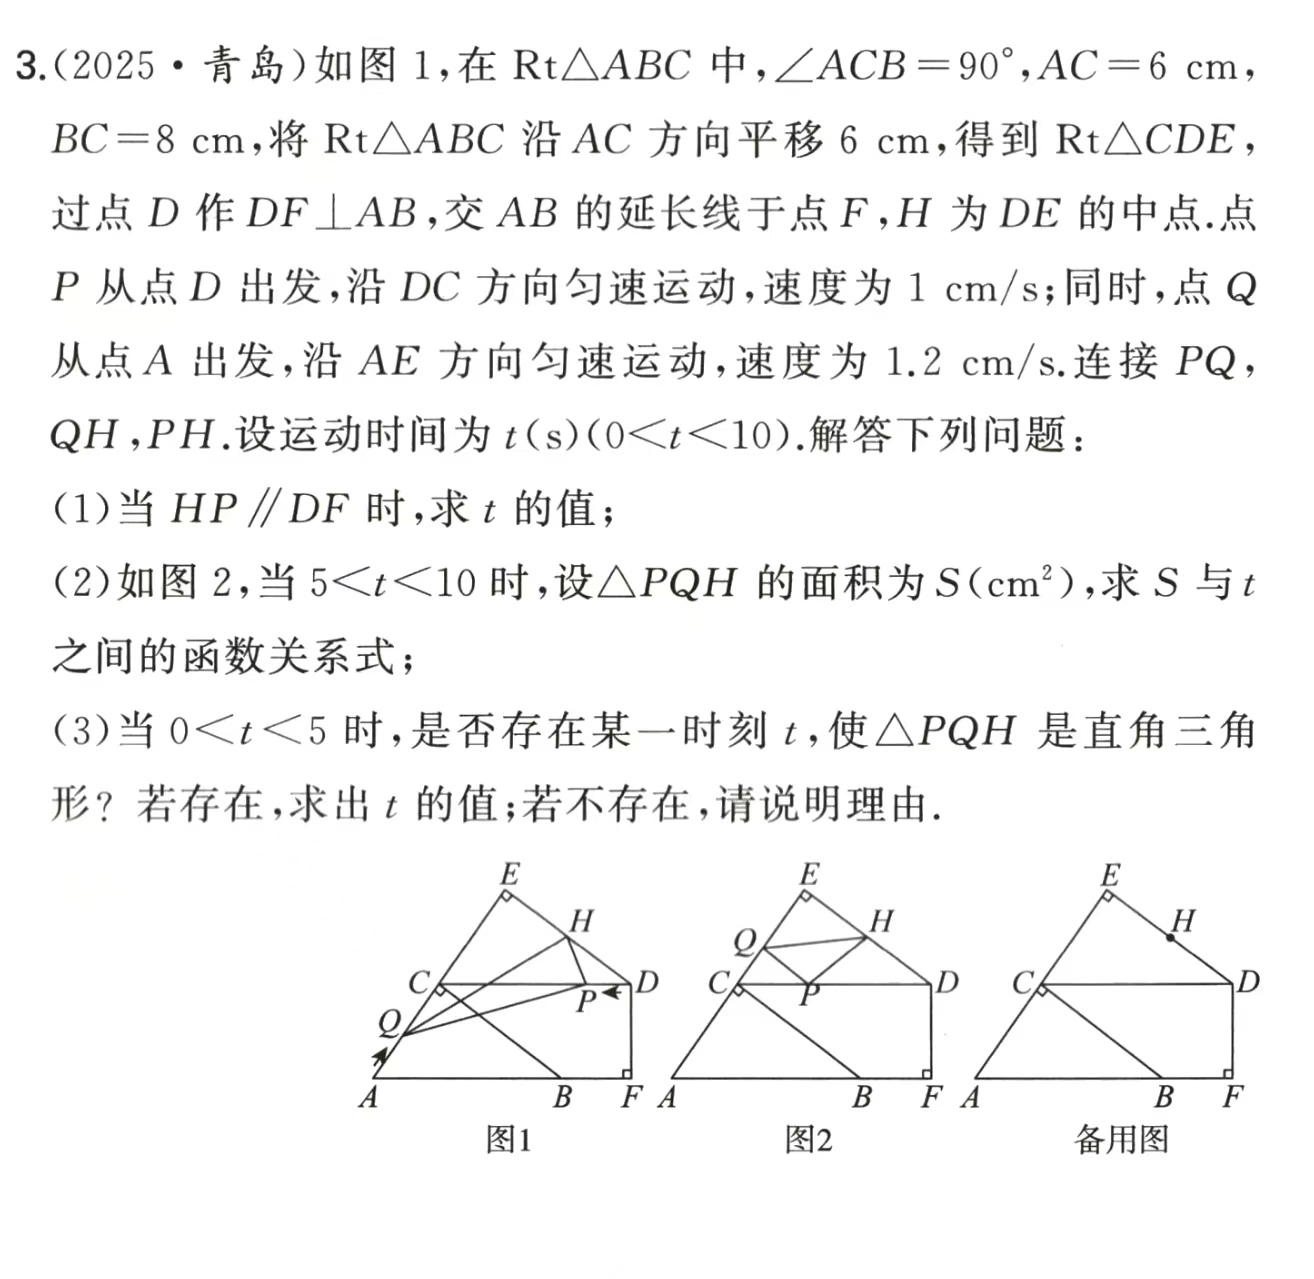 3.(2025·青岛)如图1,在Rt△ABC中,∠ACB=90°,AC=6 cm,
BC=8 cm,将Rt△ABC沿AC方向平移6 cm,得到Rt△CDE,
过点D作DF⊥AB,交AB的延长线于点F,H为DE的中点.点
P从点D出发,沿DC方向匀速运动,速度为1 cm/s;同时,点Q
从点A出发,沿AE方向匀速运动,速度为1.2 cm/s.连接PQ,
QH,PH.设运动时间为t(s)(0<t<10).解答下列问题:
(1)当HP∥DF时,求t的值;
(2)如图2,当5<t<10时,设△PQH的面积为S(cm²),求S与t
之间的函数关系式;
(3)当0<t<5时,是否存在某一时刻t,使△PQH是直角三角
形?若存在,求出t的值;若不存在,请说明理由.
E
H
C
P
D
Q
A
B
F
图1
E
Q
H
C
P
D
A
B
F
图2
E
H
C
D
A
B
F
备用图